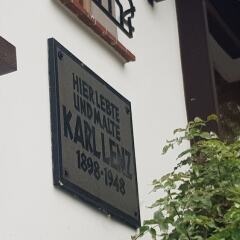 HIER LEBTE
UND MALTE
KARL LENZ
1898-1948